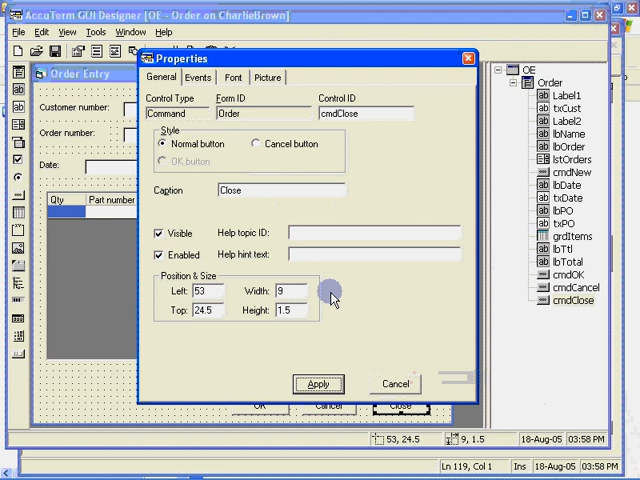 AccuTerm GUI Designer [OE - Order on CharlieBrown]
File Edit View Tools Window Help
Order Entry
Customer number:
Order number:
Date:
Qty Part number
OK Cancel Close
Properties
General Events Font Picture
Control Type Form ID Control ID
Command Order cmdClose
Style
Normal button Cancel button
OK button
Caption Close
Visible Help topic ID:
Enabled Help hint text:
Position & Size
Left: 53 Width: 9
Top: 24.5 Height: 1.5
Apply Cancel
OE
Order
Label1
txCust
Label2
lbName
lbOrder
lstOrders
cmdNew
lbDate
txDate
lbPO
txPO
grdItems
lbTtl
lbTotal
cmdOK
cmdCancel
cmdClose
53, 24.5 9, 1.5 18-Aug-05 03:58 PM
Ln 119, Col 1 Ins 18-Aug-05 03:58 PM